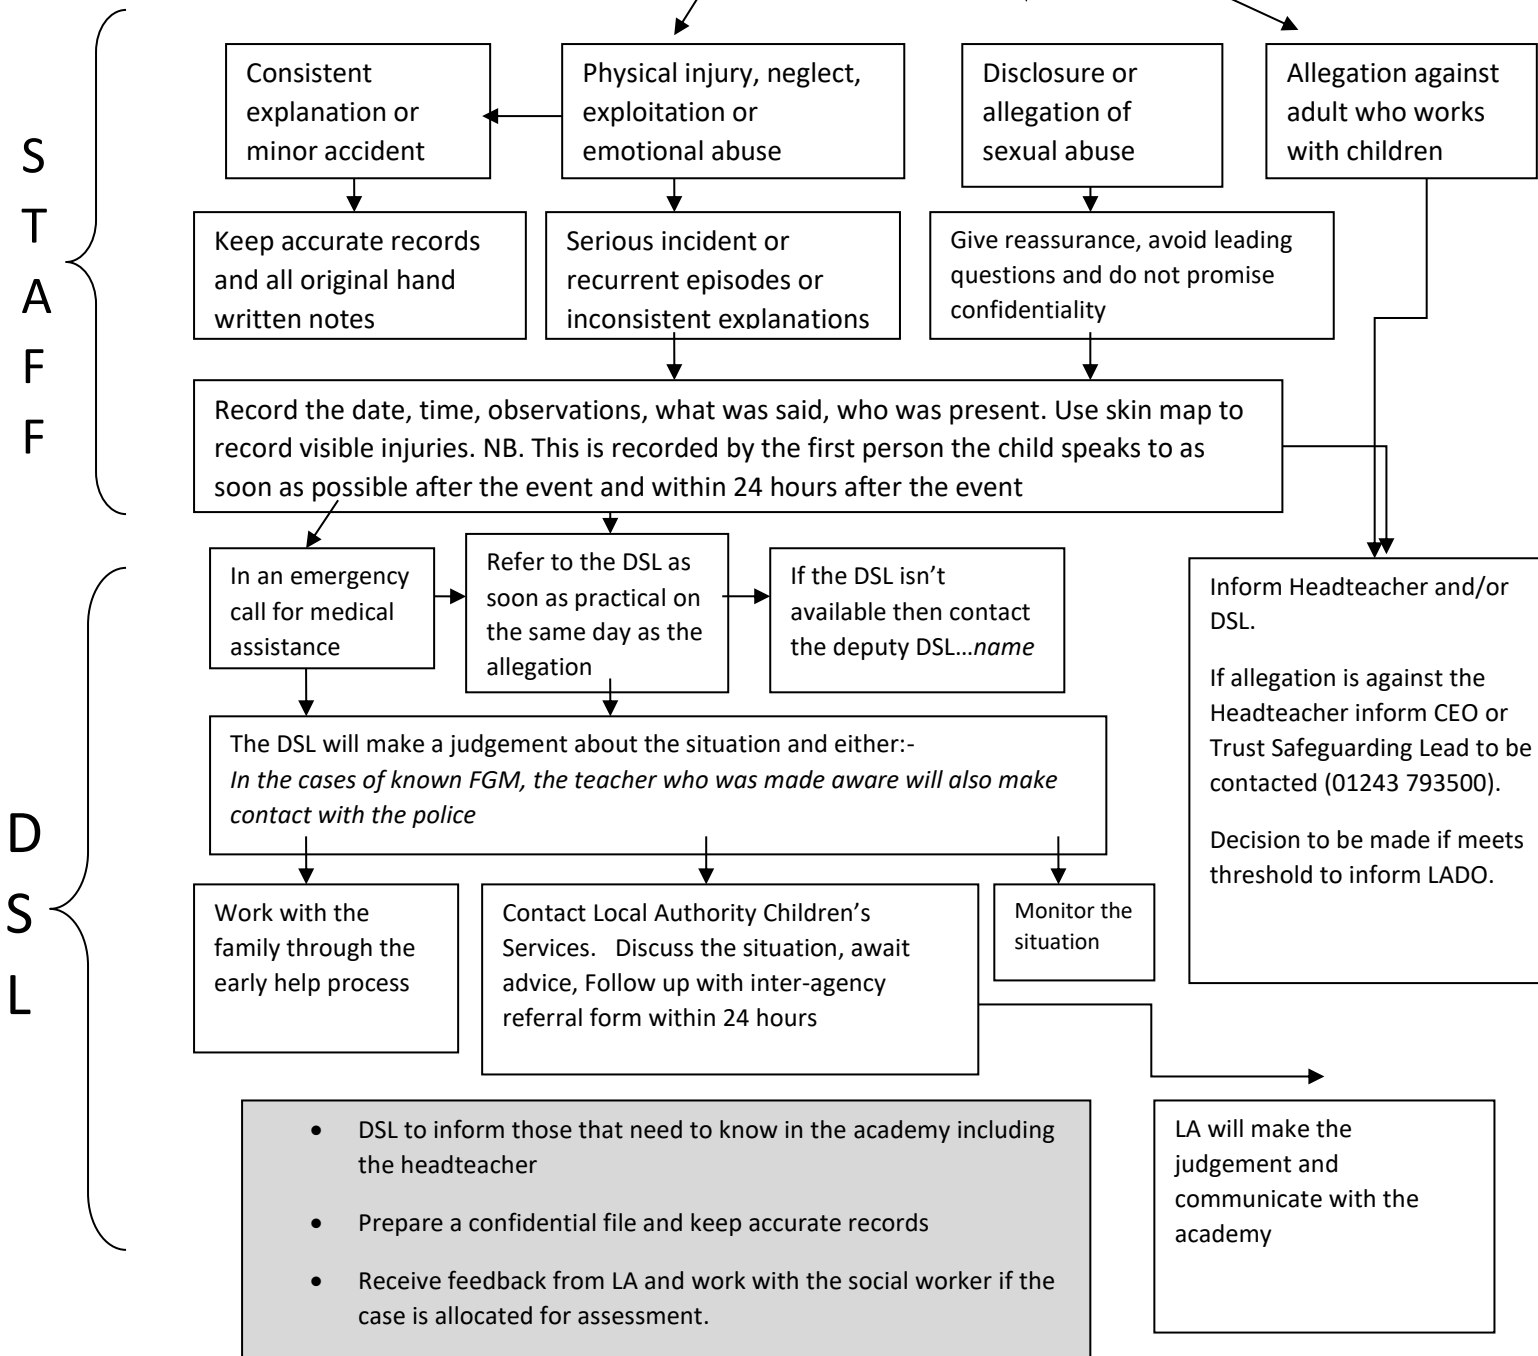 S
T
A
F
F
Consistent
explanation or
minor accident
Physical injury, neglect,
exploitation or
emotional abuse
Disclosure or
allegation of
sexual abuse
Allegation against
adult who works
with children
Keep accurate records
and all original hand
written notes
Serious incident or
recurrent episodes or
inconsistent explanations
Give reassurance, avoid leading
questions and do not promise
confidentiality
Record the date, time, observations, what was said, who was present. Use skin map to
record visible injuries. NB. This is recorded by the first person the child speaks to as
soon as possible after the event and within 24 hours after the event
D
S
L
In an emergency
call for medical
assistance
Refer to the DSL as
soon as practical on
the same day as the
allegation
If the DSL isn’t
available then contact
the deputy DSL…name
Inform Headteacher and/or
DSL.
If allegation is against the
Headteacher inform CEO or
Trust Safeguarding Lead to be
contacted (01243 793500).
Decision to be made if meets
threshold to inform LADO.
The DSL will make a judgement about the situation and either:-
In the cases of known FGM, the teacher who was made aware will also make
contact with the police
Work with the
family through the
early help process
Contact Local Authority Children’s
Services.   Discuss the situation, await
advice, Follow up with inter-agency
referral form within 24 hours
Monitor the
situation
• DSL to inform those that need to know in the academy including
the headteacher
• Prepare a confidential file and keep accurate records
• Receive feedback from LA and work with the social worker if the
case is allocated for assessment.
LA will make the
judgement and
communicate with the
academy